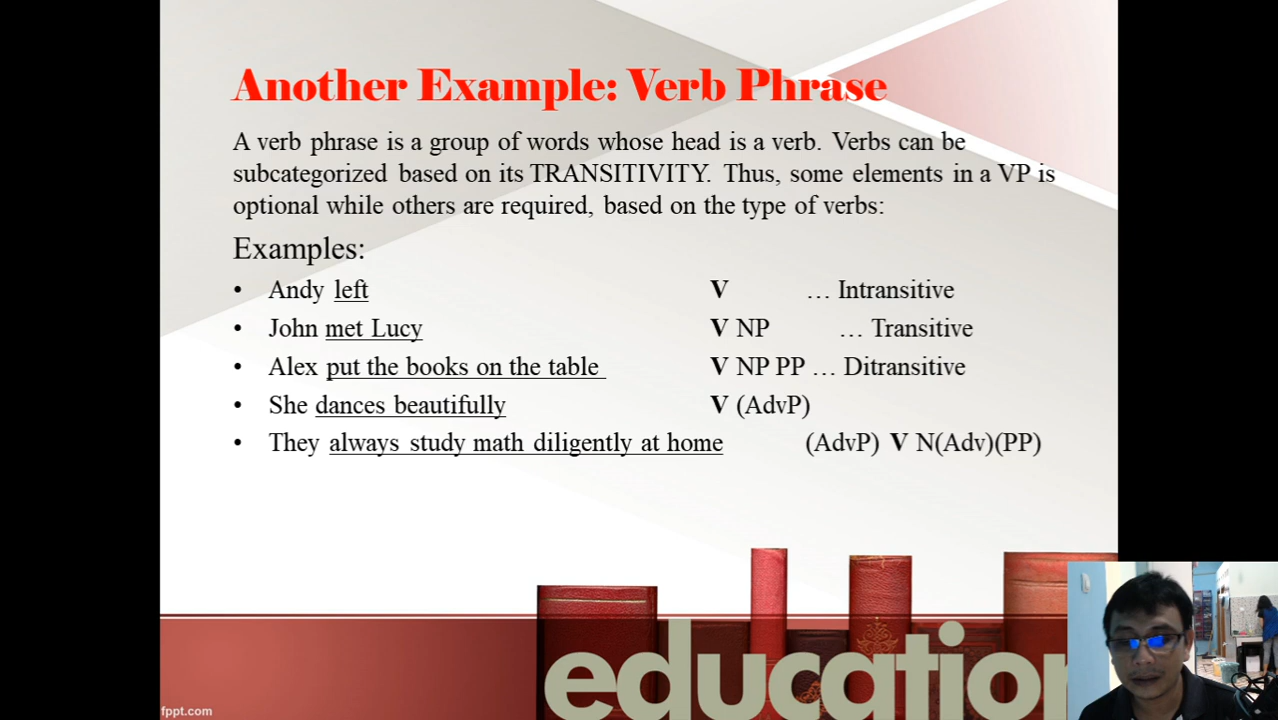 Another Example: Verb Phrase
A verb phrase is a group of words whose head is a verb. Verbs can be
subcategorized based on its TRANSITIVITY. Thus, some elements in a VP is
optional while others are required, based on the type of verbs:
Examples:
• Andy left V … Intransitive
• John met Lucy V NP … Transitive
• Alex put the books on the table V NP PP … Ditransitive
• She dances beautifully V (AdvP)
• They always study math diligently at home (AdvP) V N(Adv)(PP)
education
fppt.com